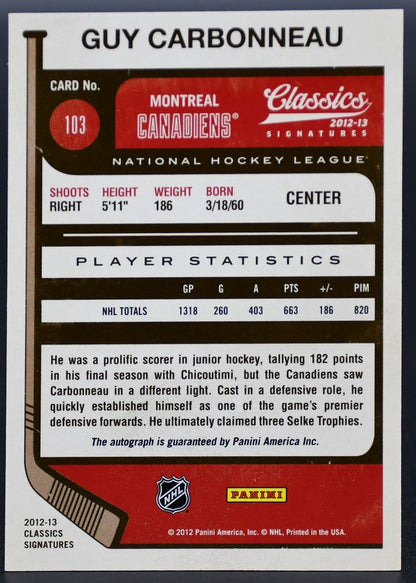 GUY CARBONNEAU
CARD No.
103
MONTREAL
CANADIENS®
Classics
2012-13
SIGNATURES
NATIONAL HOCKEY LEAGUE
SHOOTS HEIGHT WEIGHT BORN
RIGHT 5'11" 186 3/18/60
CENTER
PLAYER STATISTICS
GP G A PTS +/- PIM
NHL TOTALS 1318 260 403 663 186 820
He was a prolific scorer in junior hockey, tallying 182 points
in his final season with Chicoutimi, but the Canadiens saw
Carbonneau in a different light. Cast in a defensive role, he
quickly established himself as one of the game's premier
defensive forwards. He ultimately claimed three Selke Trophies.
The autograph is guaranteed by Panini America Inc.
NHL
PANINI
2012-13
CLASSICS
SIGNATURES
© 2012 Panini America, Inc. © NHL, Printed in the USA.